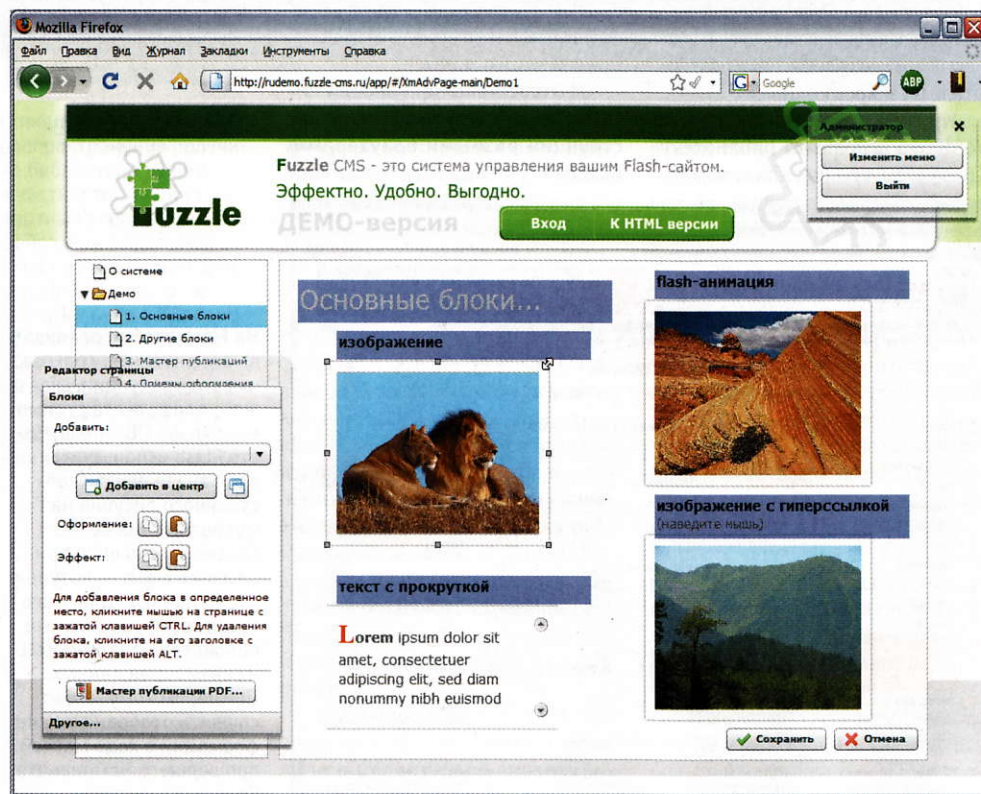 Mozilla Firefox
Файл Правка Вид Журнал Закладки Инструменты Справка
http://rudemo.fuzzle-cms.ru/app/#/XmAdvPage-main/Demo1
G Google
ABP
Администратор
Изменить меню
Выйти
Fuzzle
Fuzzle CMS - это система управления вашим Flash-сайтом.
Эффектно. Удобно. Выгодно.
ДЕМО-версия
Вход К HTML версии
О системе
Демо
1. Основные блоки
2. Другие блоки
3. Мастер публикаций
4. Приемы оформления
Редактор страницы
Блоки
Добавить:
Добавить в центр
Оформление:
Эффект:
Для добавления блока в определенное
место, кликните мышью на странице с
зажатой клавишей CTRL. Для удаления
блока, кликните на его заголовке с
зажатой клавишей ALT.
Мастер публикации PDF...
Другое...
Основные блоки...
изображение
текст с прокруткой
Lorem ipsum dolor sit
amet, consectetuer
adipiscing elit, sed diam
nonummy nibh euismod
flash-анимация
изображение с гиперссылкой
(наведите мышь)
Сохранить
Отмена